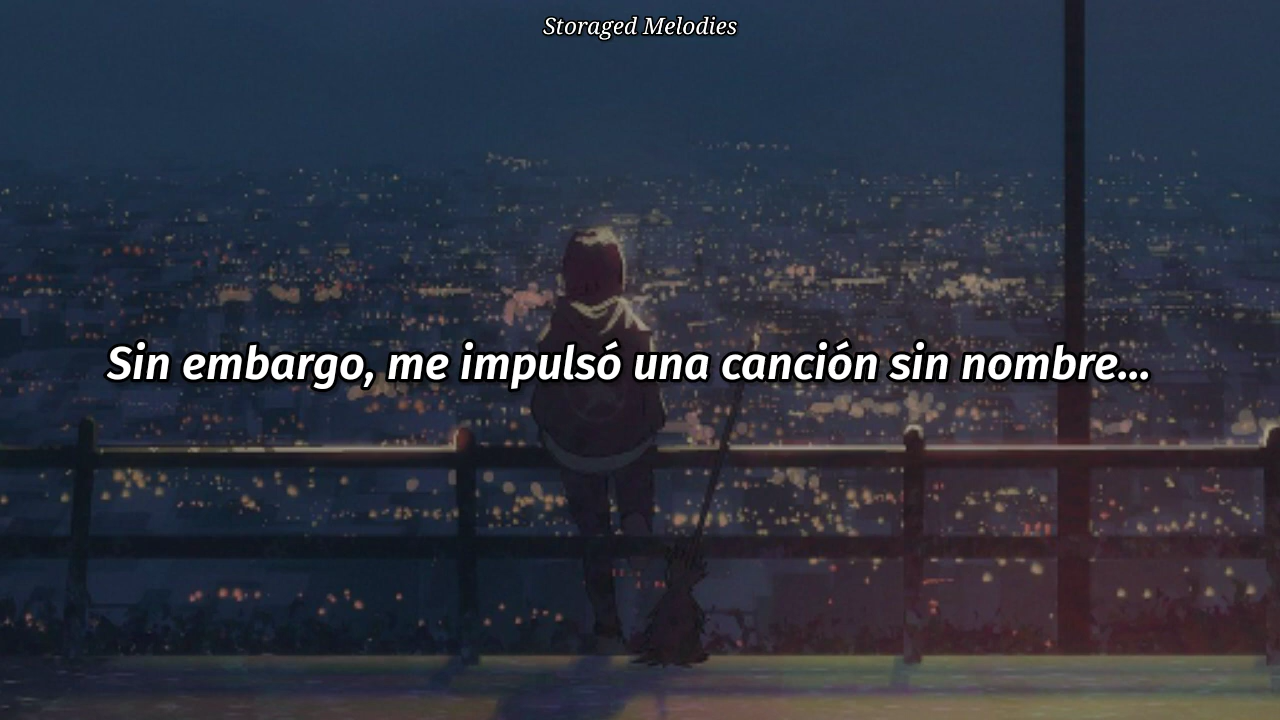 Storaged Melodies
Sin embargo, me impulsó una canción sin nombre...